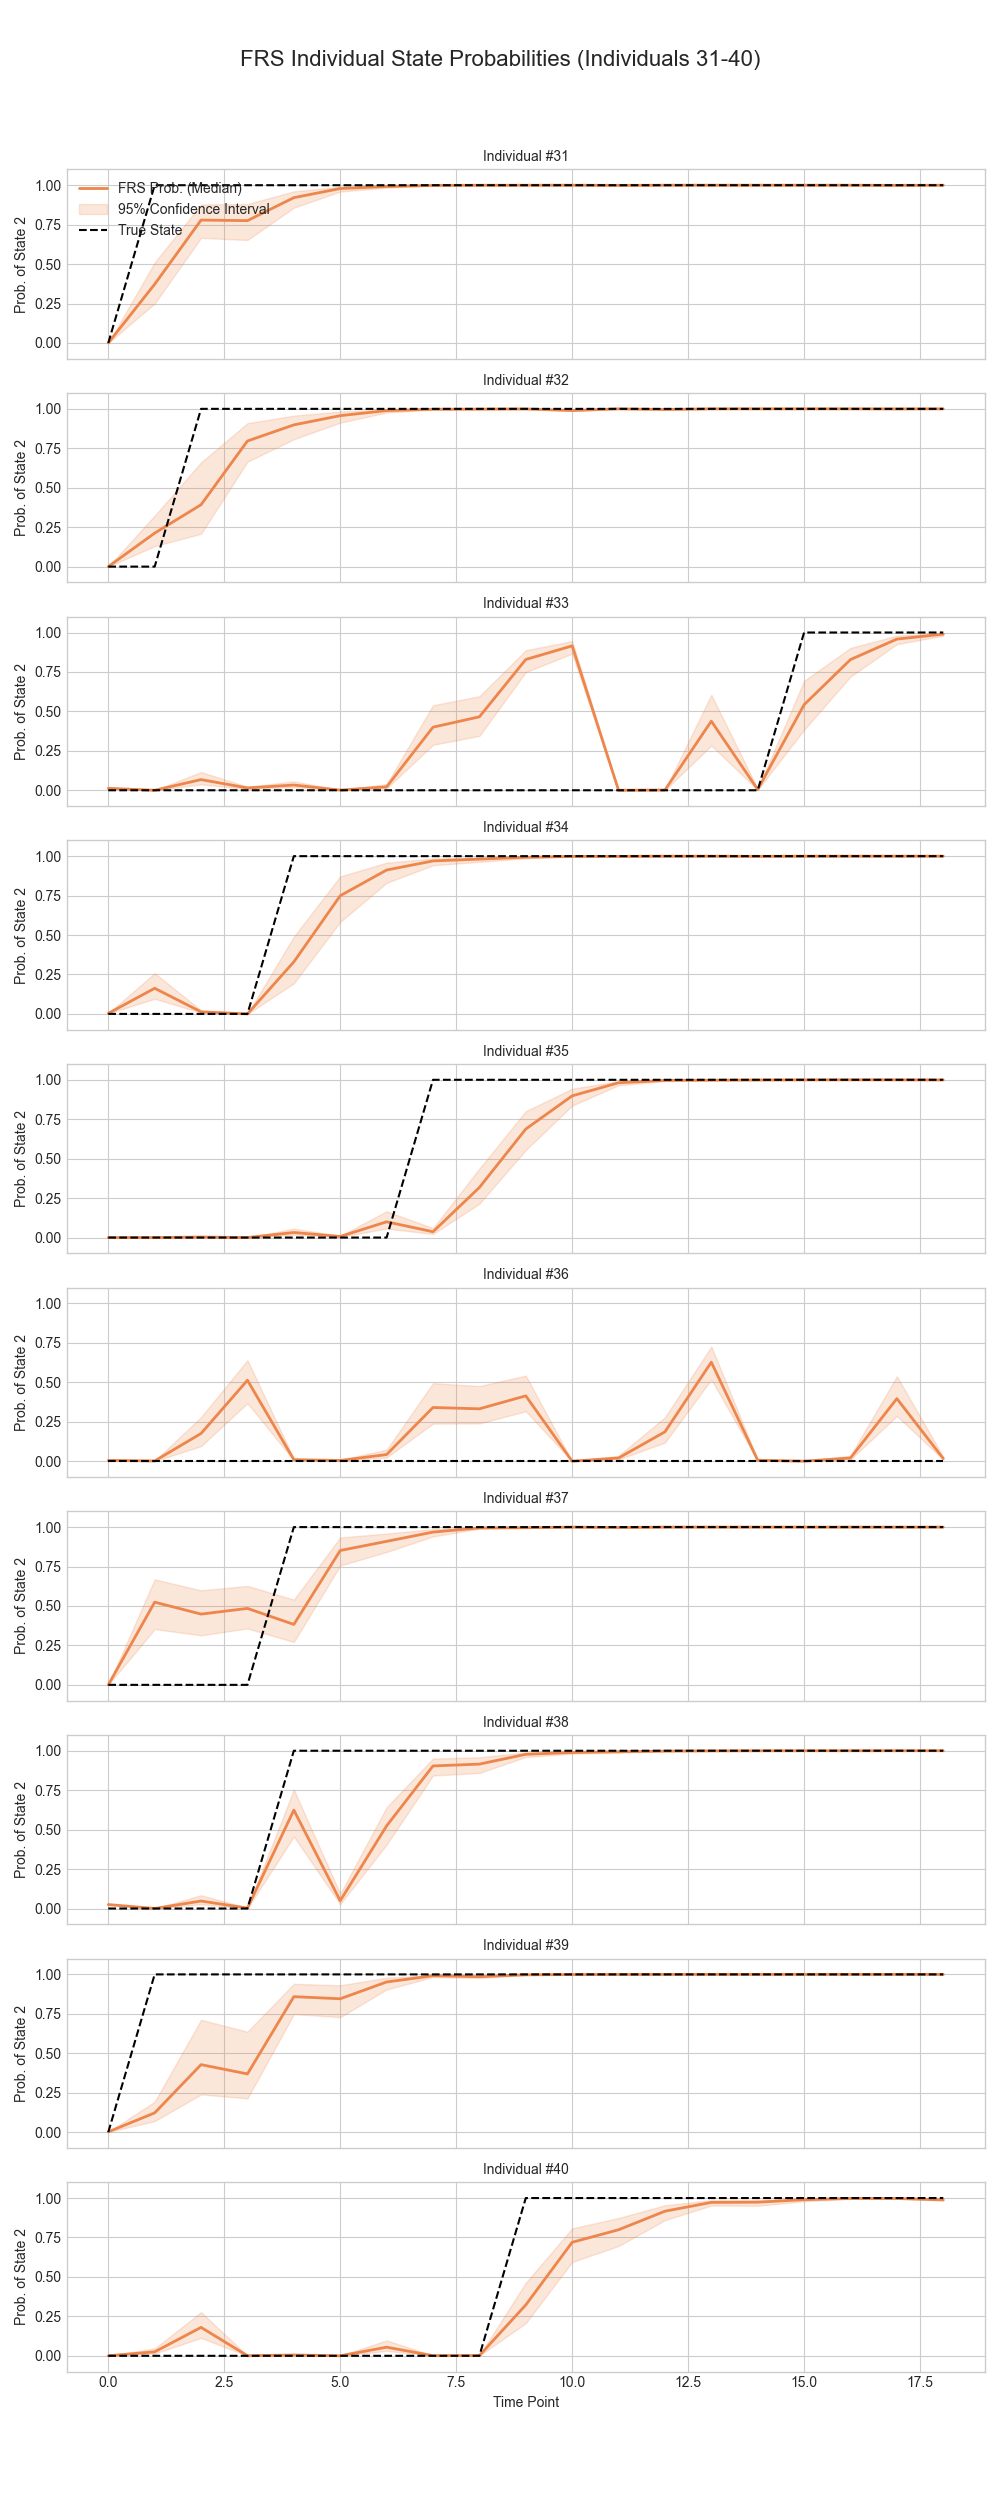 FRS Individual State Probabilities (Individuals 31-40)
Individual #31
FRS Prob. (Median)
95% Confidence Interval
True State
Prob. of State 2
1.00
0.75
0.50
0.25
0.00
Individual #32
Prob. of State 2
1.00
0.75
0.50
0.25
0.00
Individual #33
Prob. of State 2
1.00
0.75
0.50
0.25
0.00
Individual #34
Prob. of State 2
1.00
0.75
0.50
0.25
0.00
Individual #35
Prob. of State 2
1.00
0.75
0.50
0.25
0.00
Individual #36
Prob. of State 2
1.00
0.75
0.50
0.25
0.00
Individual #37
Prob. of State 2
1.00
0.75
0.50
0.25
0.00
Individual #38
Prob. of State 2
1.00
0.75
0.50
0.25
0.00
Individual #39
Prob. of State 2
1.00
0.75
0.50
0.25
0.00
Individual #40
Prob. of State 2
1.00
0.75
0.50
0.25
0.00
0.0 2.5 5.0 7.5 10.0 12.5 15.0 17.5
Time Point